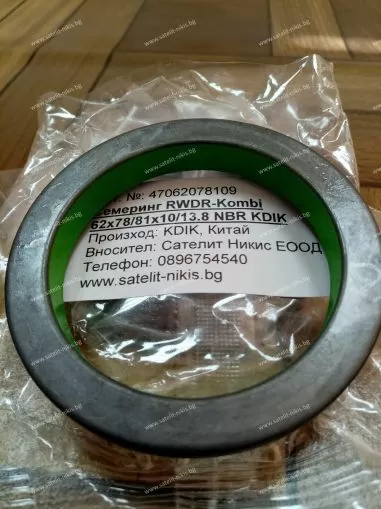 №: 47062078109
Семеринг RWDR-Kombi
62x78/81x10/13.8 NBR KDIK
Произход: KDIK, Китай
Вносител: Сателит Никис ЕООД
Телефон: 0896754540
www.satelit-nikis.bg